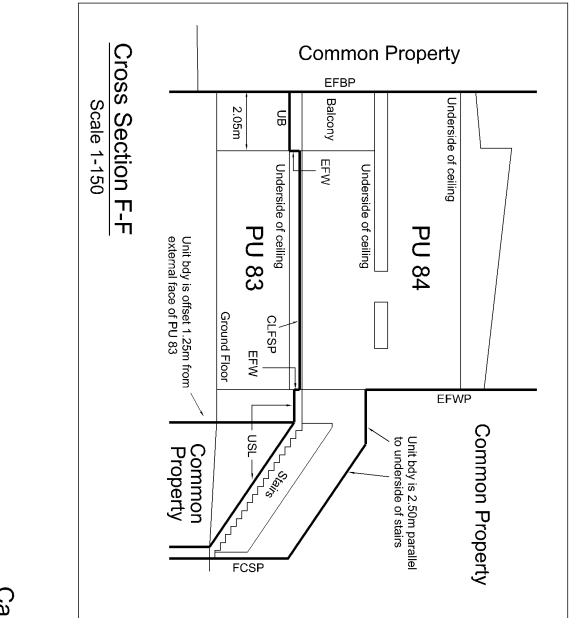 Common Property
EFBP
Underside of ceiling
Balcony
UB
2.05m
EFW
Underside of ceiling
PU 84
Underside of ceiling
PU 83
Cross Section F-F
Scale 1-150
Unit bdy is offset 1.25m from
external face of PU 83
Ground Floor
CLFSP
EFW
EFWP
USL
Stairs
Unit bdy is 2.50m parallel
to underside of stairs
Common Property
Common
Property
FCSP
Ca